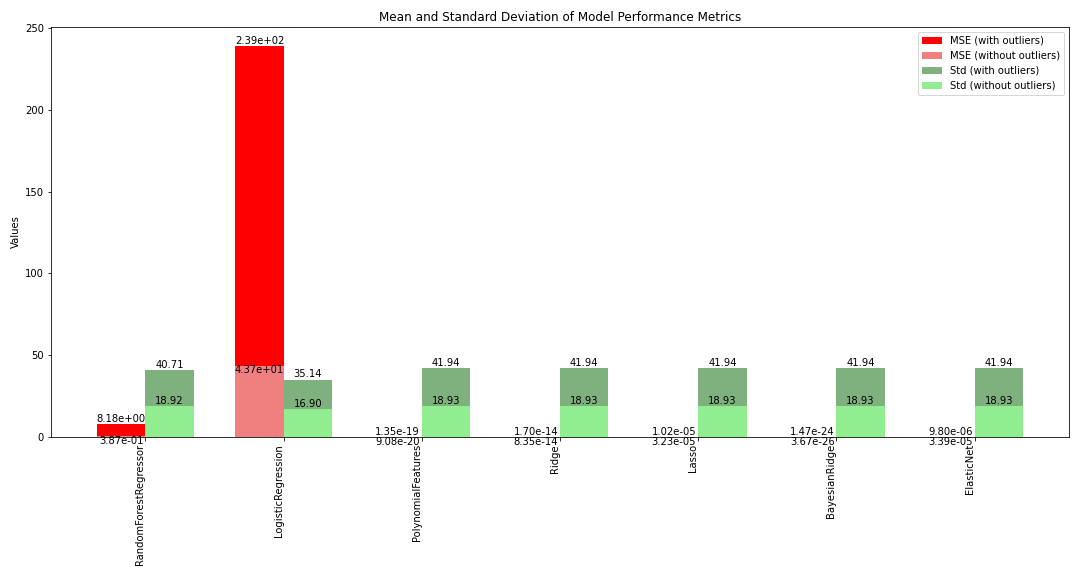 Mean and Standard Deviation of Model Performance Metrics
MSE (with outliers)
MSE (without outliers)
Std (with outliers)
Std (without outliers)
Values
250
200
150
100
50
0
8.18e+00
3.87e-01
40.71
18.92
2.39e+02
4.37e+01
35.14
16.90
1.35e-19
9.08e-20
41.94
18.93
1.70e-14
8.35e-14
41.94
18.93
1.02e-05
3.23e-05
41.94
18.93
1.47e-24
3.67e-26
41.94
18.93
9.80e-06
3.39e-05
41.94
18.93
RandomForestRegressor
LogisticRegression
PolynomialFeatures
Ridge
Lasso
BayesianRidge
ElasticNet